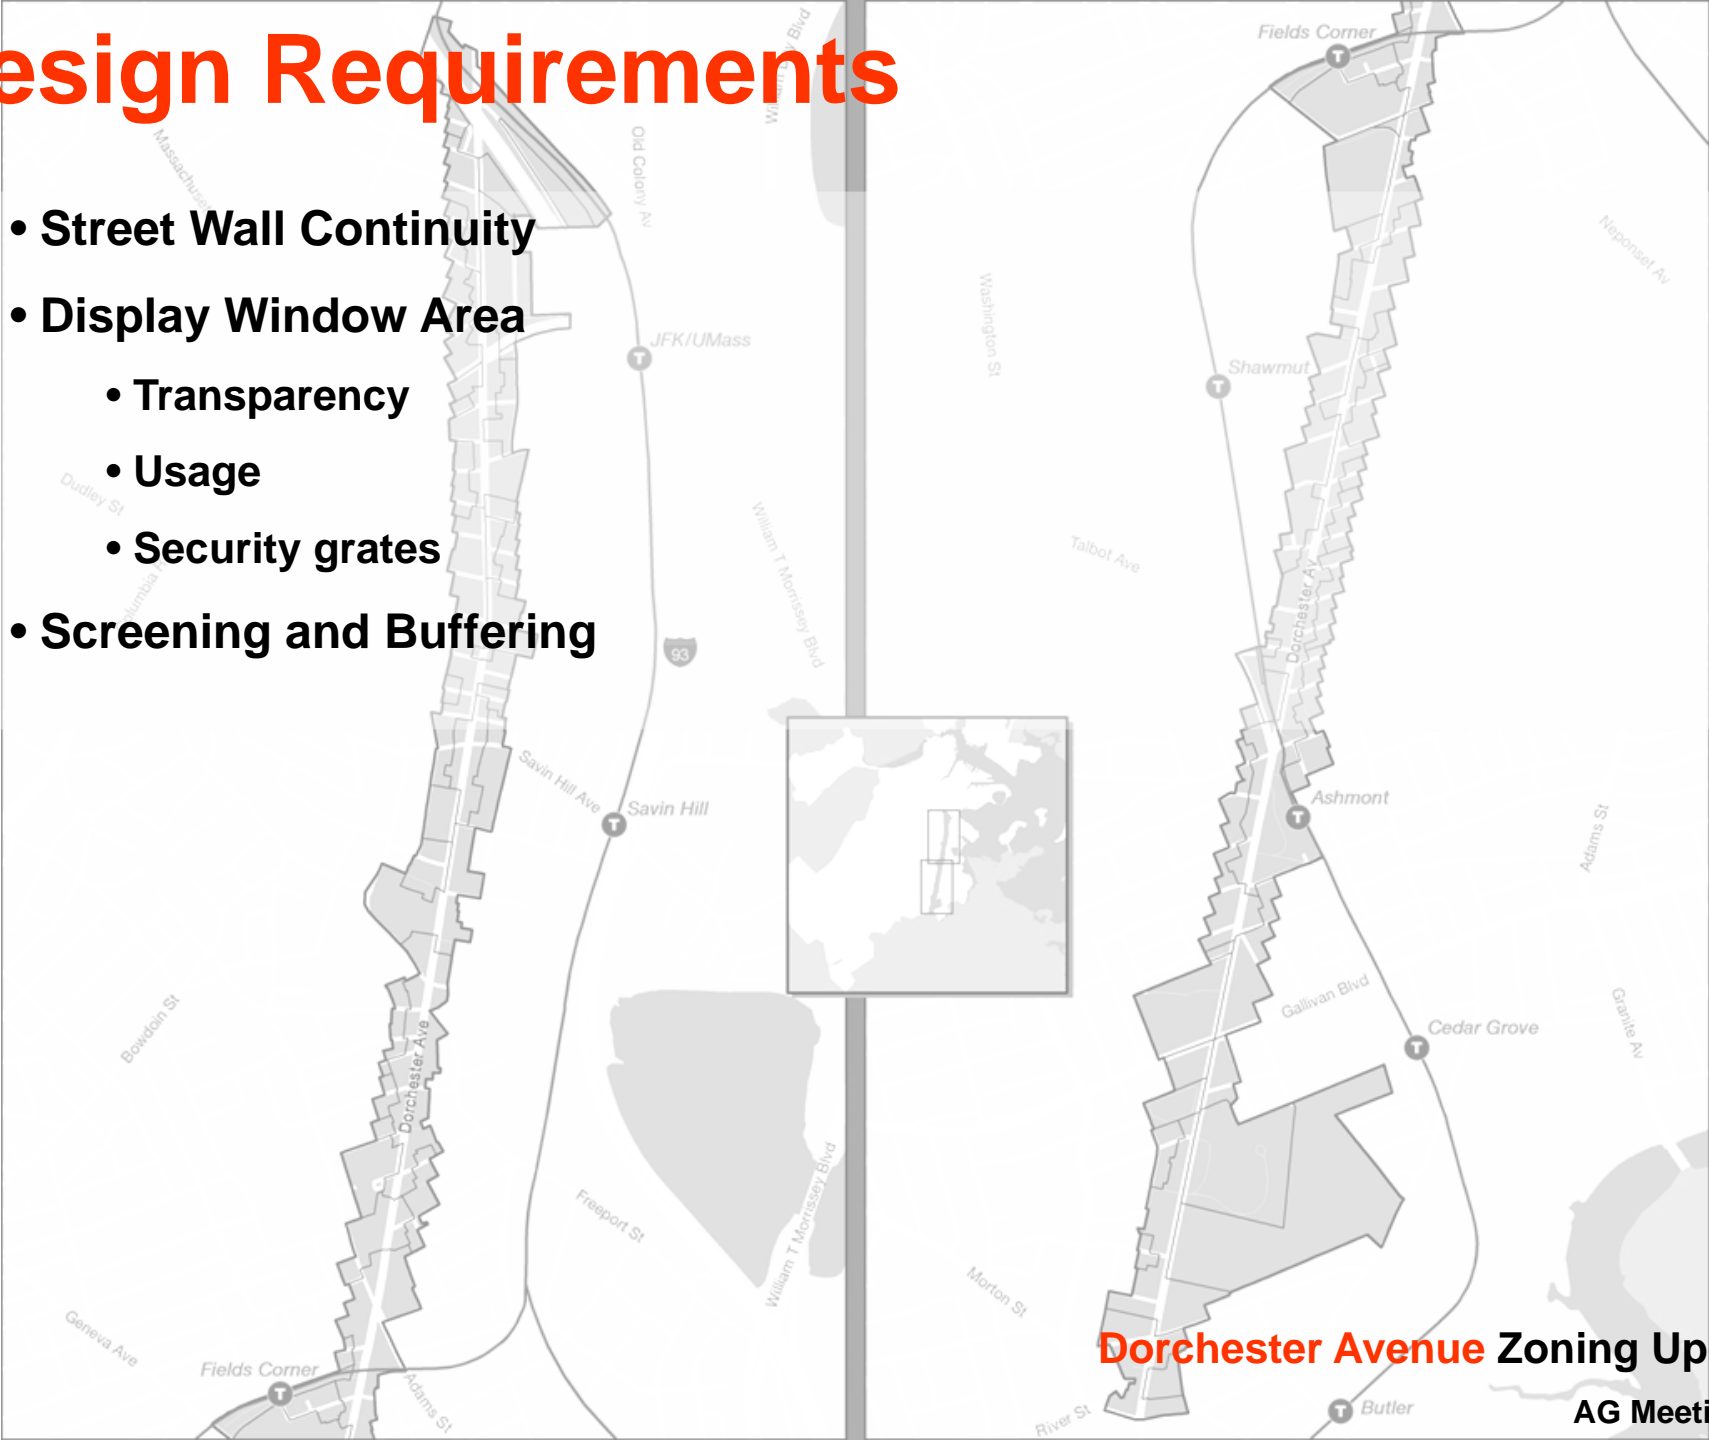 esign Requirements
• Street Wall Continuity
• Display Window Area
• Transparency
• Usage
• Security grates
• Screening and Buffering
William T Morrissey Blvd
Old Colony Av
JFK/UMass
Dudley St
William T Morrissey Blvd
93
Savin Hill Ave
Savin Hill
Bowdoin St
Dorchester Ave
Freeport St
William T Morrissey Blvd
Geneva Ave
Fields Corner
Adams St
Fields Corner
Neponset Av
Washington St
Shawmut
Talbot Ave
Dorchester Av
Ashmont
Adams St
Gallivan Blvd
Cedar Grove
Granite Av
Morton St
River St
Butler
T
T
T
T
T
T
T
T
Dorchester Avenue Zoning Up
AG Meeti